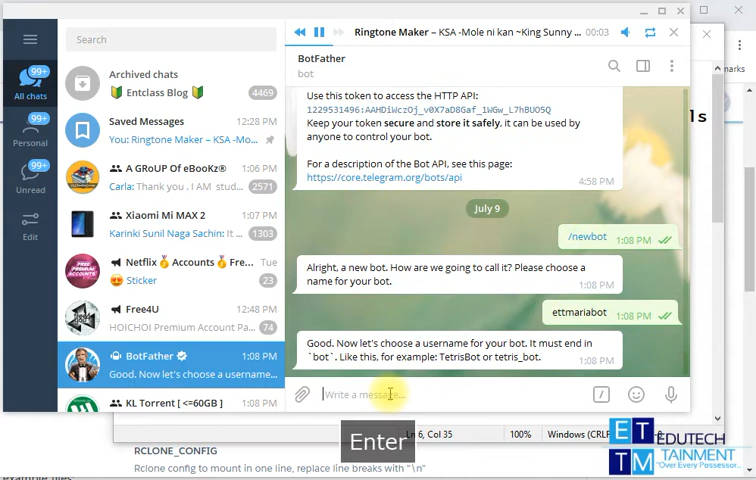 Search
Ringtone Maker – KSA -Mole ni kan ~King Sunny ...
00:03
BotFather
bot
marks
ls
99+
All chats
99+
Personal
99+
Unread
Edit
Archived chats
🔰 Entclass Blog 🔰
4469
Saved Messages
12:28 PM
You: Ringtone Maker – KSA -Mo...
A GRoUP Of eBooKz®
1:06 PM
Carla: Thank you . I AM stud...
2571
Xiaomi Mi MAX 2
1:07 PM
Karinki Sunil Naga Sachin: It ...
1303
Netflix🏅Accounts🏅Fre...
Tue
😍 Sticker
23
Free4U
12:48 PM
HOICHOI Premium Account Pa...
74
BotFather
1:08 PM
Good. Now let's choose a username...
KL Torrent [ <=60GB ]
1:08 PM
Use this token to access the HTTP API:
Keep your token secure and store it safely, it can be used by
anyone to control your bot.
For a description of the Bot API, see this page:
https://core.telegram.org/bots/api
4:58 PM
July 9
/newbot
1:08 PM
Alright, a new bot. How are we going to call it? Please choose a
name for your bot.
1:08 PM
ettmariabot
1:08 PM
Good. Now let's choose a username for your bot. It must end in
`bot`. Like this, for example: TetrisBot or tetris_bot.
1:08 PM
Write a message...
Enter
Ln 6, Col 35
100%
Windows (CRLF
RCLONE_CONFIG
Rclone config to mount in one line, replace line breaks with "\n"
ET
TM
EDUTECH
TAINMENT
"Over Every Possessor...